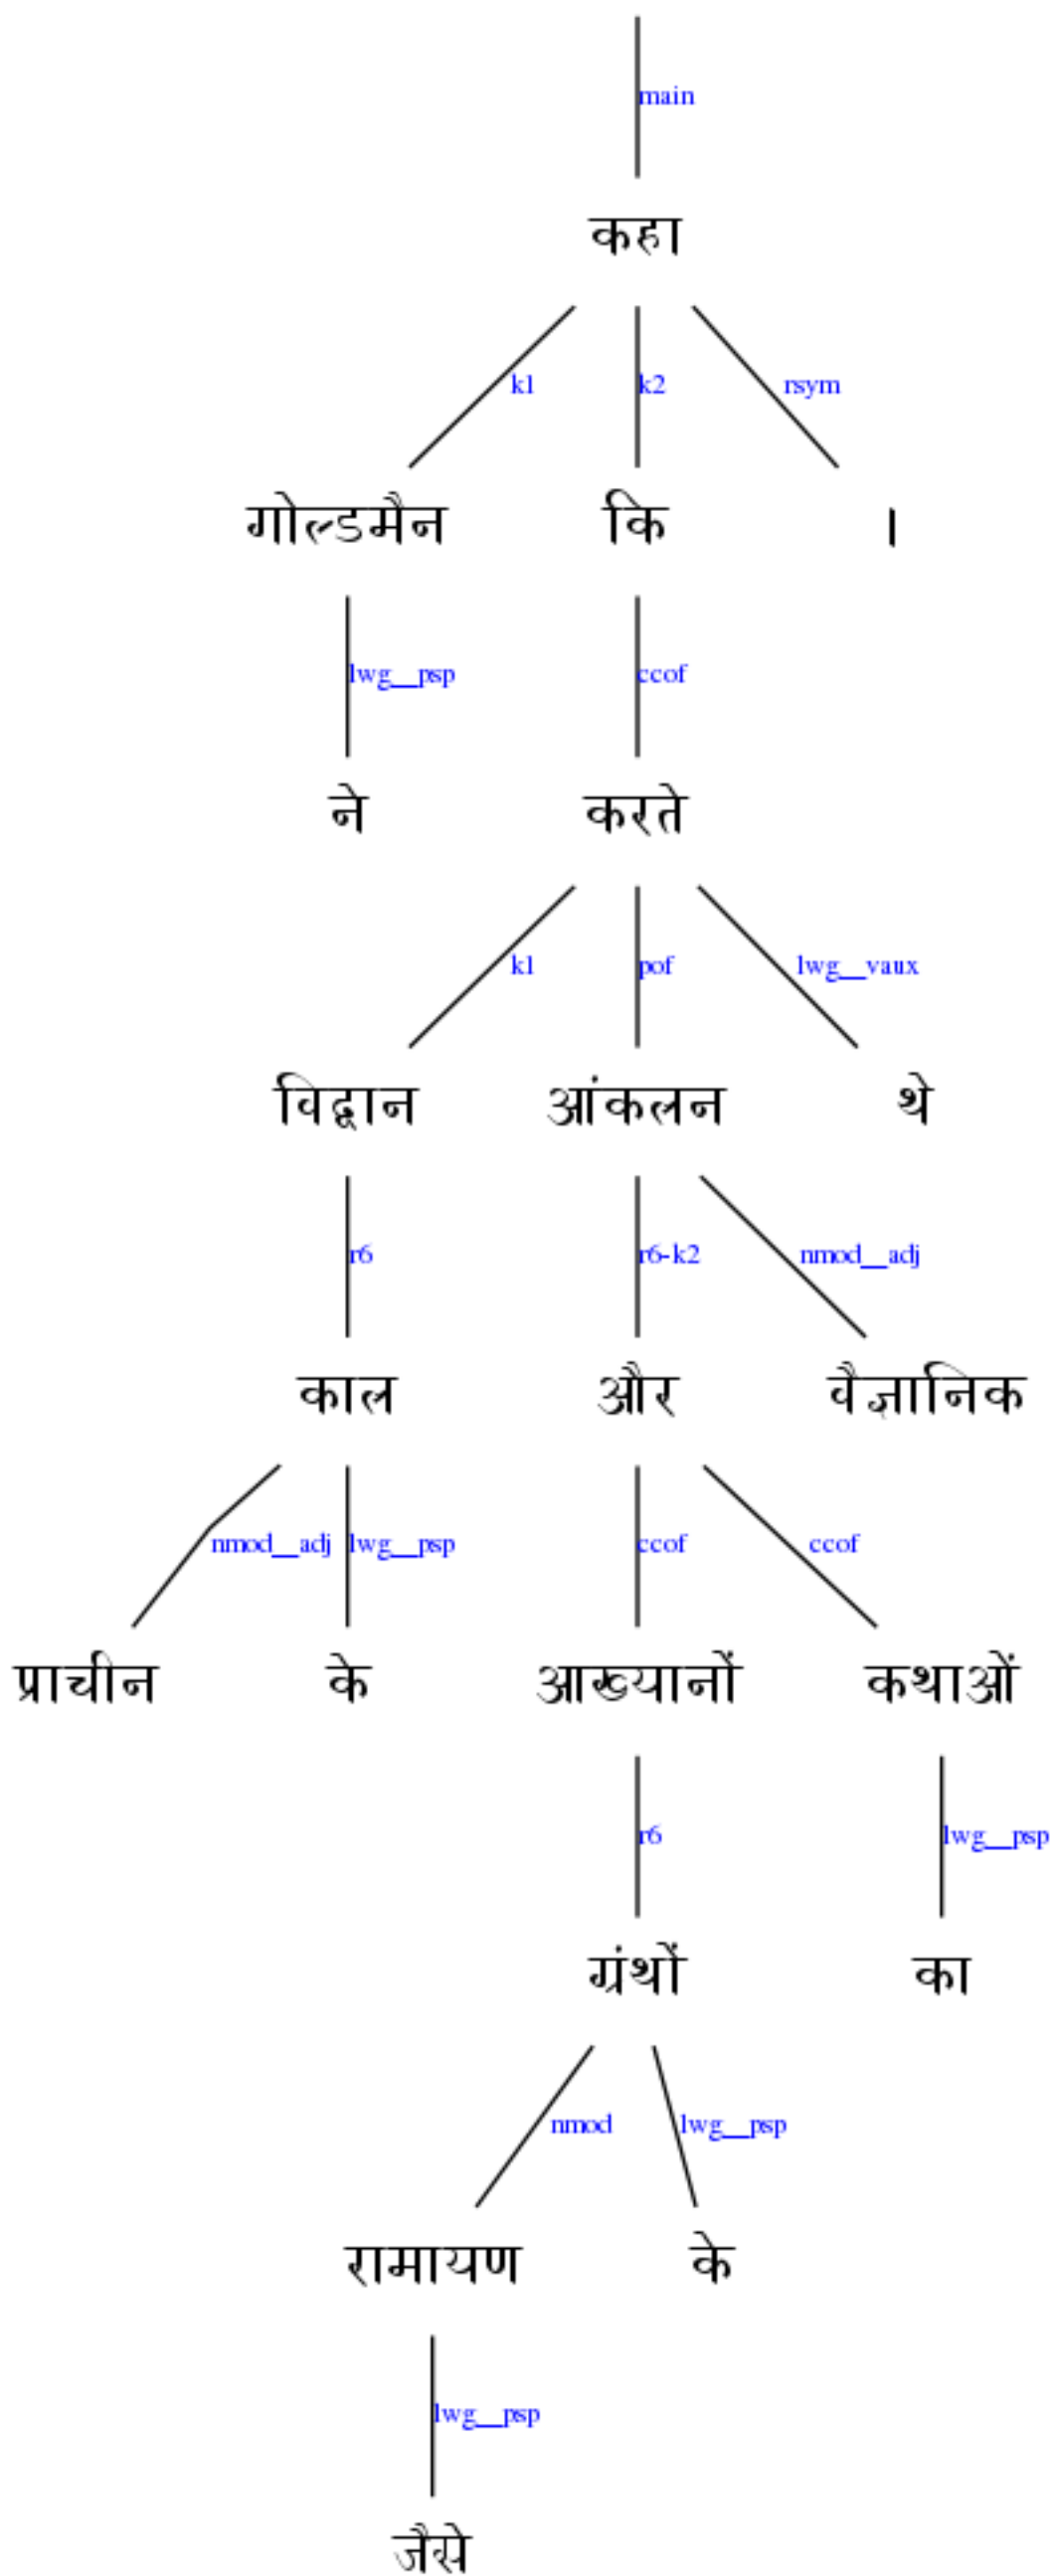 main
कहा
k1 k2 rsym
गोल्डमैन कि ।
lwg__psp ccof
ने करते
k1 pof lwg__vaux
विद्वान आंकलन थे
r6 r6-k2 nmod__adj
काल और वैज्ञानिक
nmod__adj lwg__psp ccof ccof
प्राचीन के आख्यानों कथाओं
r6 lwg__psp
ग्रंथों का
nmod lwg__psp
रामायण के
lwg__psp
जैसे